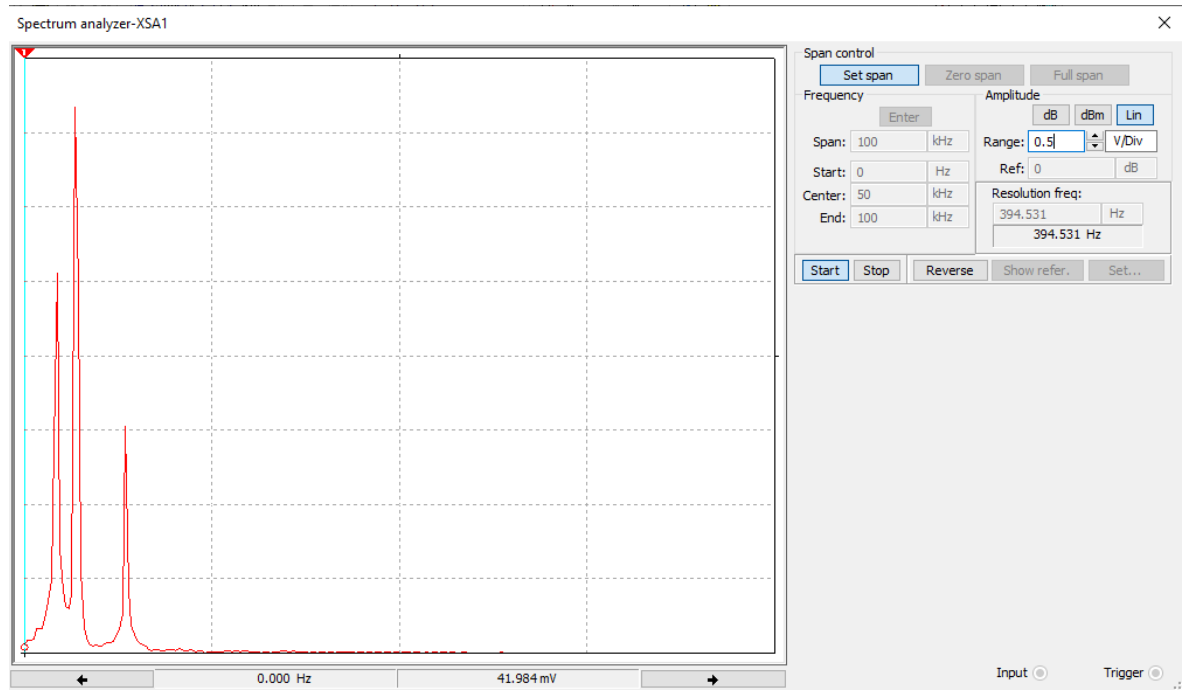 Spectrum analyzer-XSA1
1
Span control
Set span Zero span Full span
Frequency
Enter
Span: 100 kHz
Start: 0 Hz
Center: 50 kHz
End: 100 kHz
Amplitude
dB dBm Lin
Range: 0.5 V/Div
Ref: 0 dB
Resolution freq:
394.531 Hz
394.531 Hz
Start Stop Reverse Show refer. Set...
0.000 Hz 41.984 mV
Input Trigger